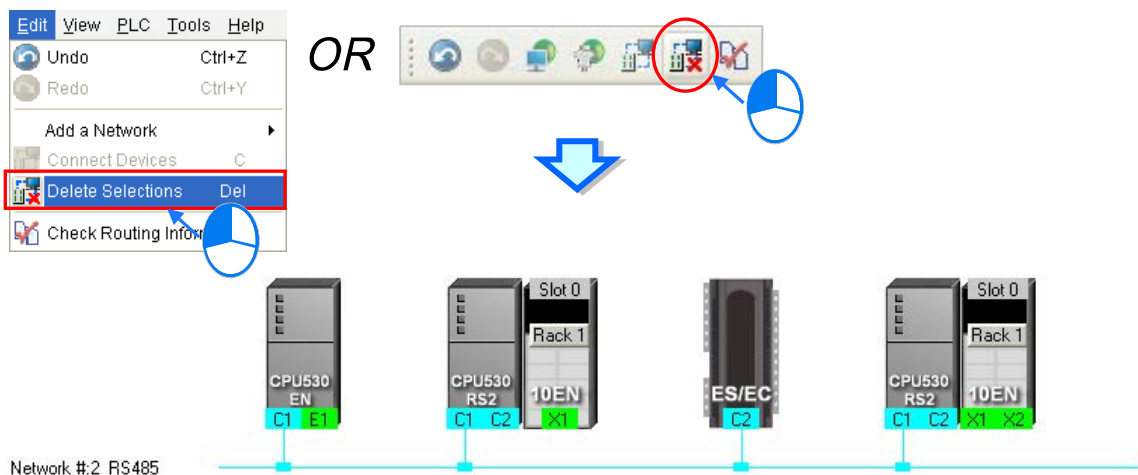 Edit View PLC Tools Help
Undo Ctrl+Z
Redo Ctrl+Y
Add a Network
Connect Devices C
Delete Selections Del
Check Routing Infor
OR
Slot 0
Rack 1
CPU530
EN
C1 E1
CPU530
RS2
10EN
C1 C2 X1
ES/EC
C2
Slot 0
Rack 1
CPU530
RS2
10EN
C1 C2 X1 X2
Network #:2 RS485